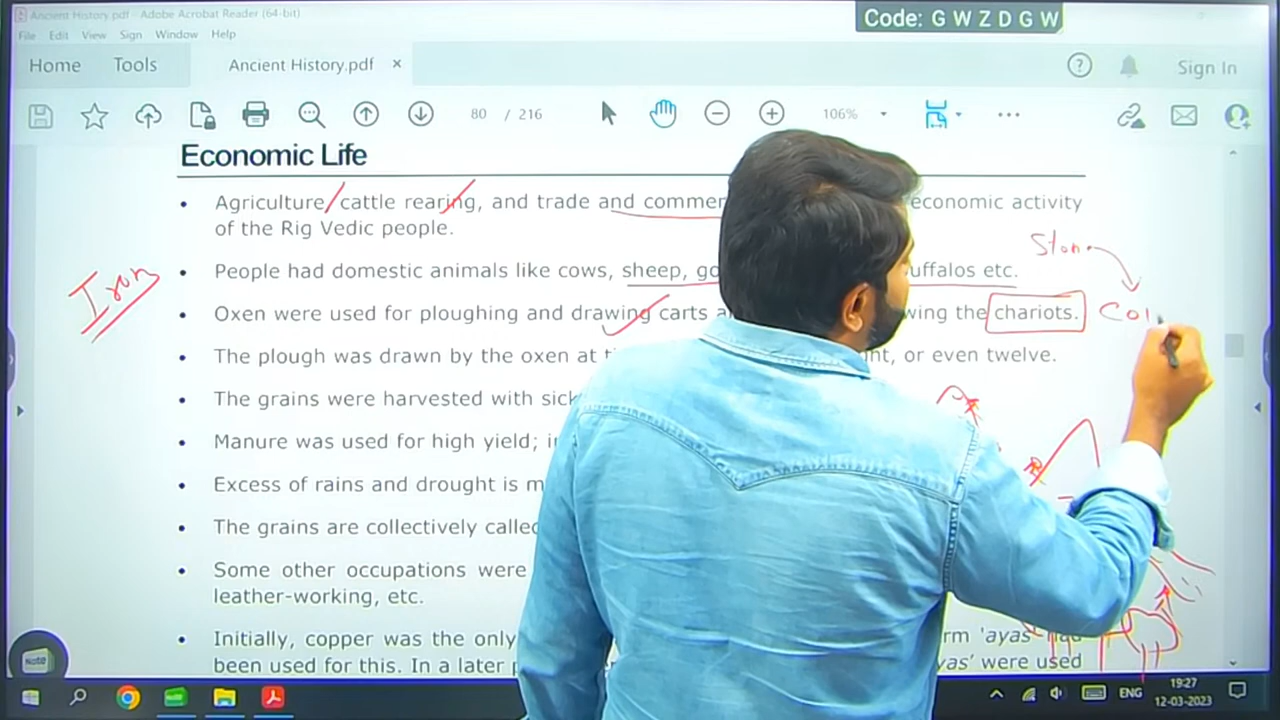 Code: G W Z D G W
Ancient History.pdf - Adobe Acrobat Reader (64-bit)
File Edit View Sign Window Help
Home Tools Ancient History.pdf × Sign In
80 / 216 106%
Economic Life
• Agriculture/cattle rearing, and trade and commer economic activity
of the Rig Vedic people.
Ston
• People had domestic animals like cows, sheep, go uffalos etc.
Iron
• Oxen were used for ploughing and drawing carts wing the chariots.
• The plough was drawn by the oxen at t ht, or even twelve.
• The grains were harvested with sick
• Manure was used for high yield; i
• Excess of rains and drought is m
• The grains are collectively called
• Some other occupations were
leather-working, etc.
• Initially, copper was the only rm 'ayas' had
been used for this. In a later p yas' were used
Note
ENG 19:27
12-03-2023